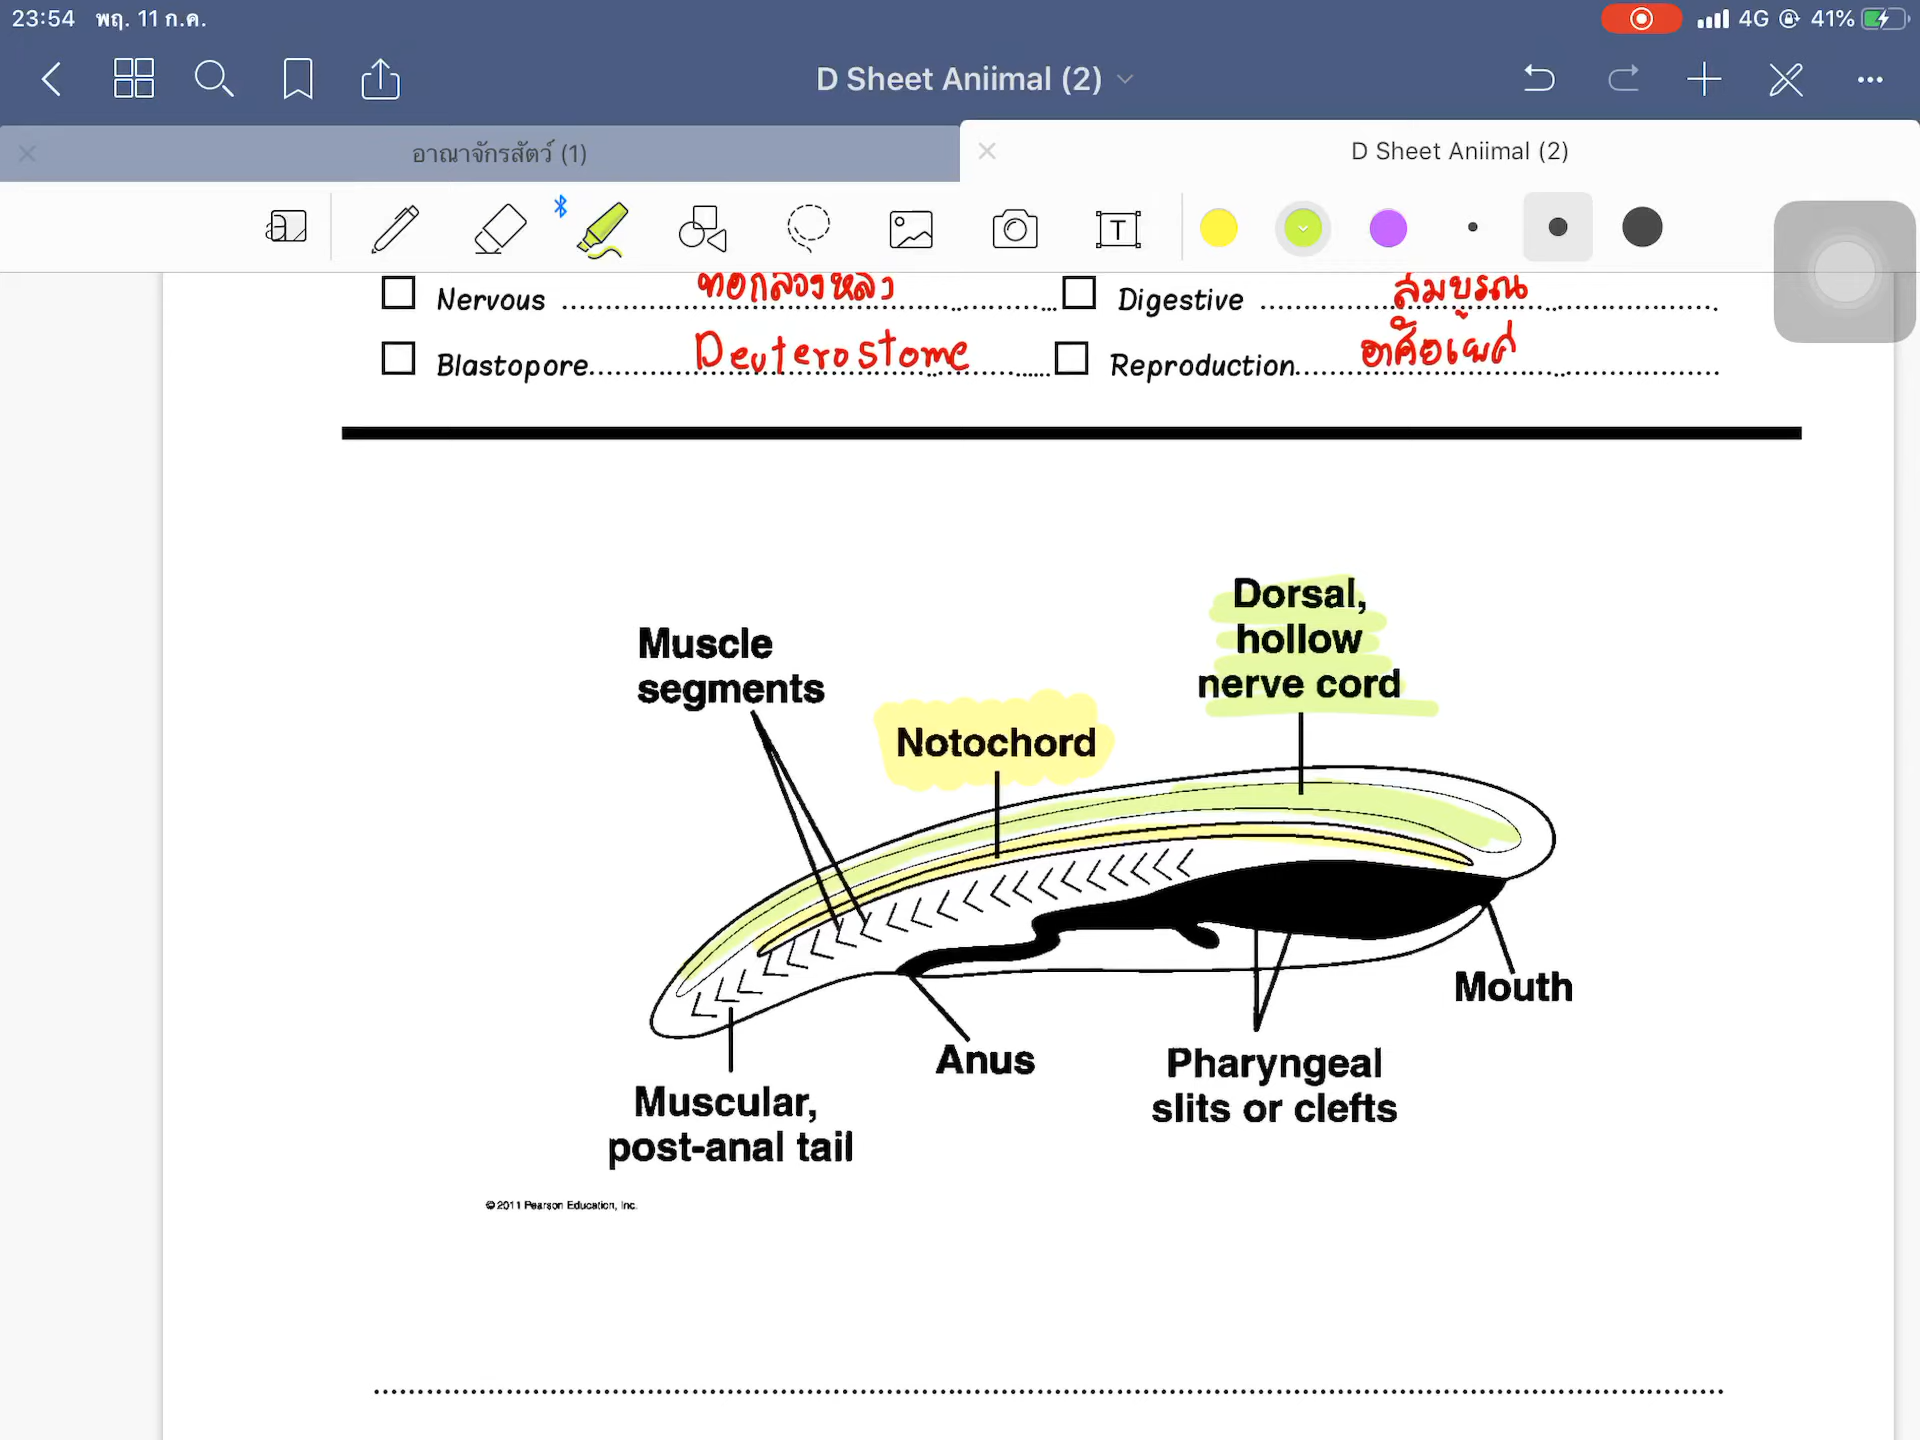 23:54 พฤ. 11 ก.ค.
4G 41%
D Sheet Aniimal (2)
อาณาจักรสัตว์ (1)
D Sheet Aniimal (2)
T
Nervous ท่อกลวงหลัง Digestive สมบูรณ์
Blastopore Deuterostome Reproduction อาศัยเพศ
Dorsal,
hollow
nerve cord
Muscle
segments
Notochord
Mouth
Anus
Pharyngeal
slits or clefts
Muscular,
post-anal tail
©2011 Pearson Education, Inc.